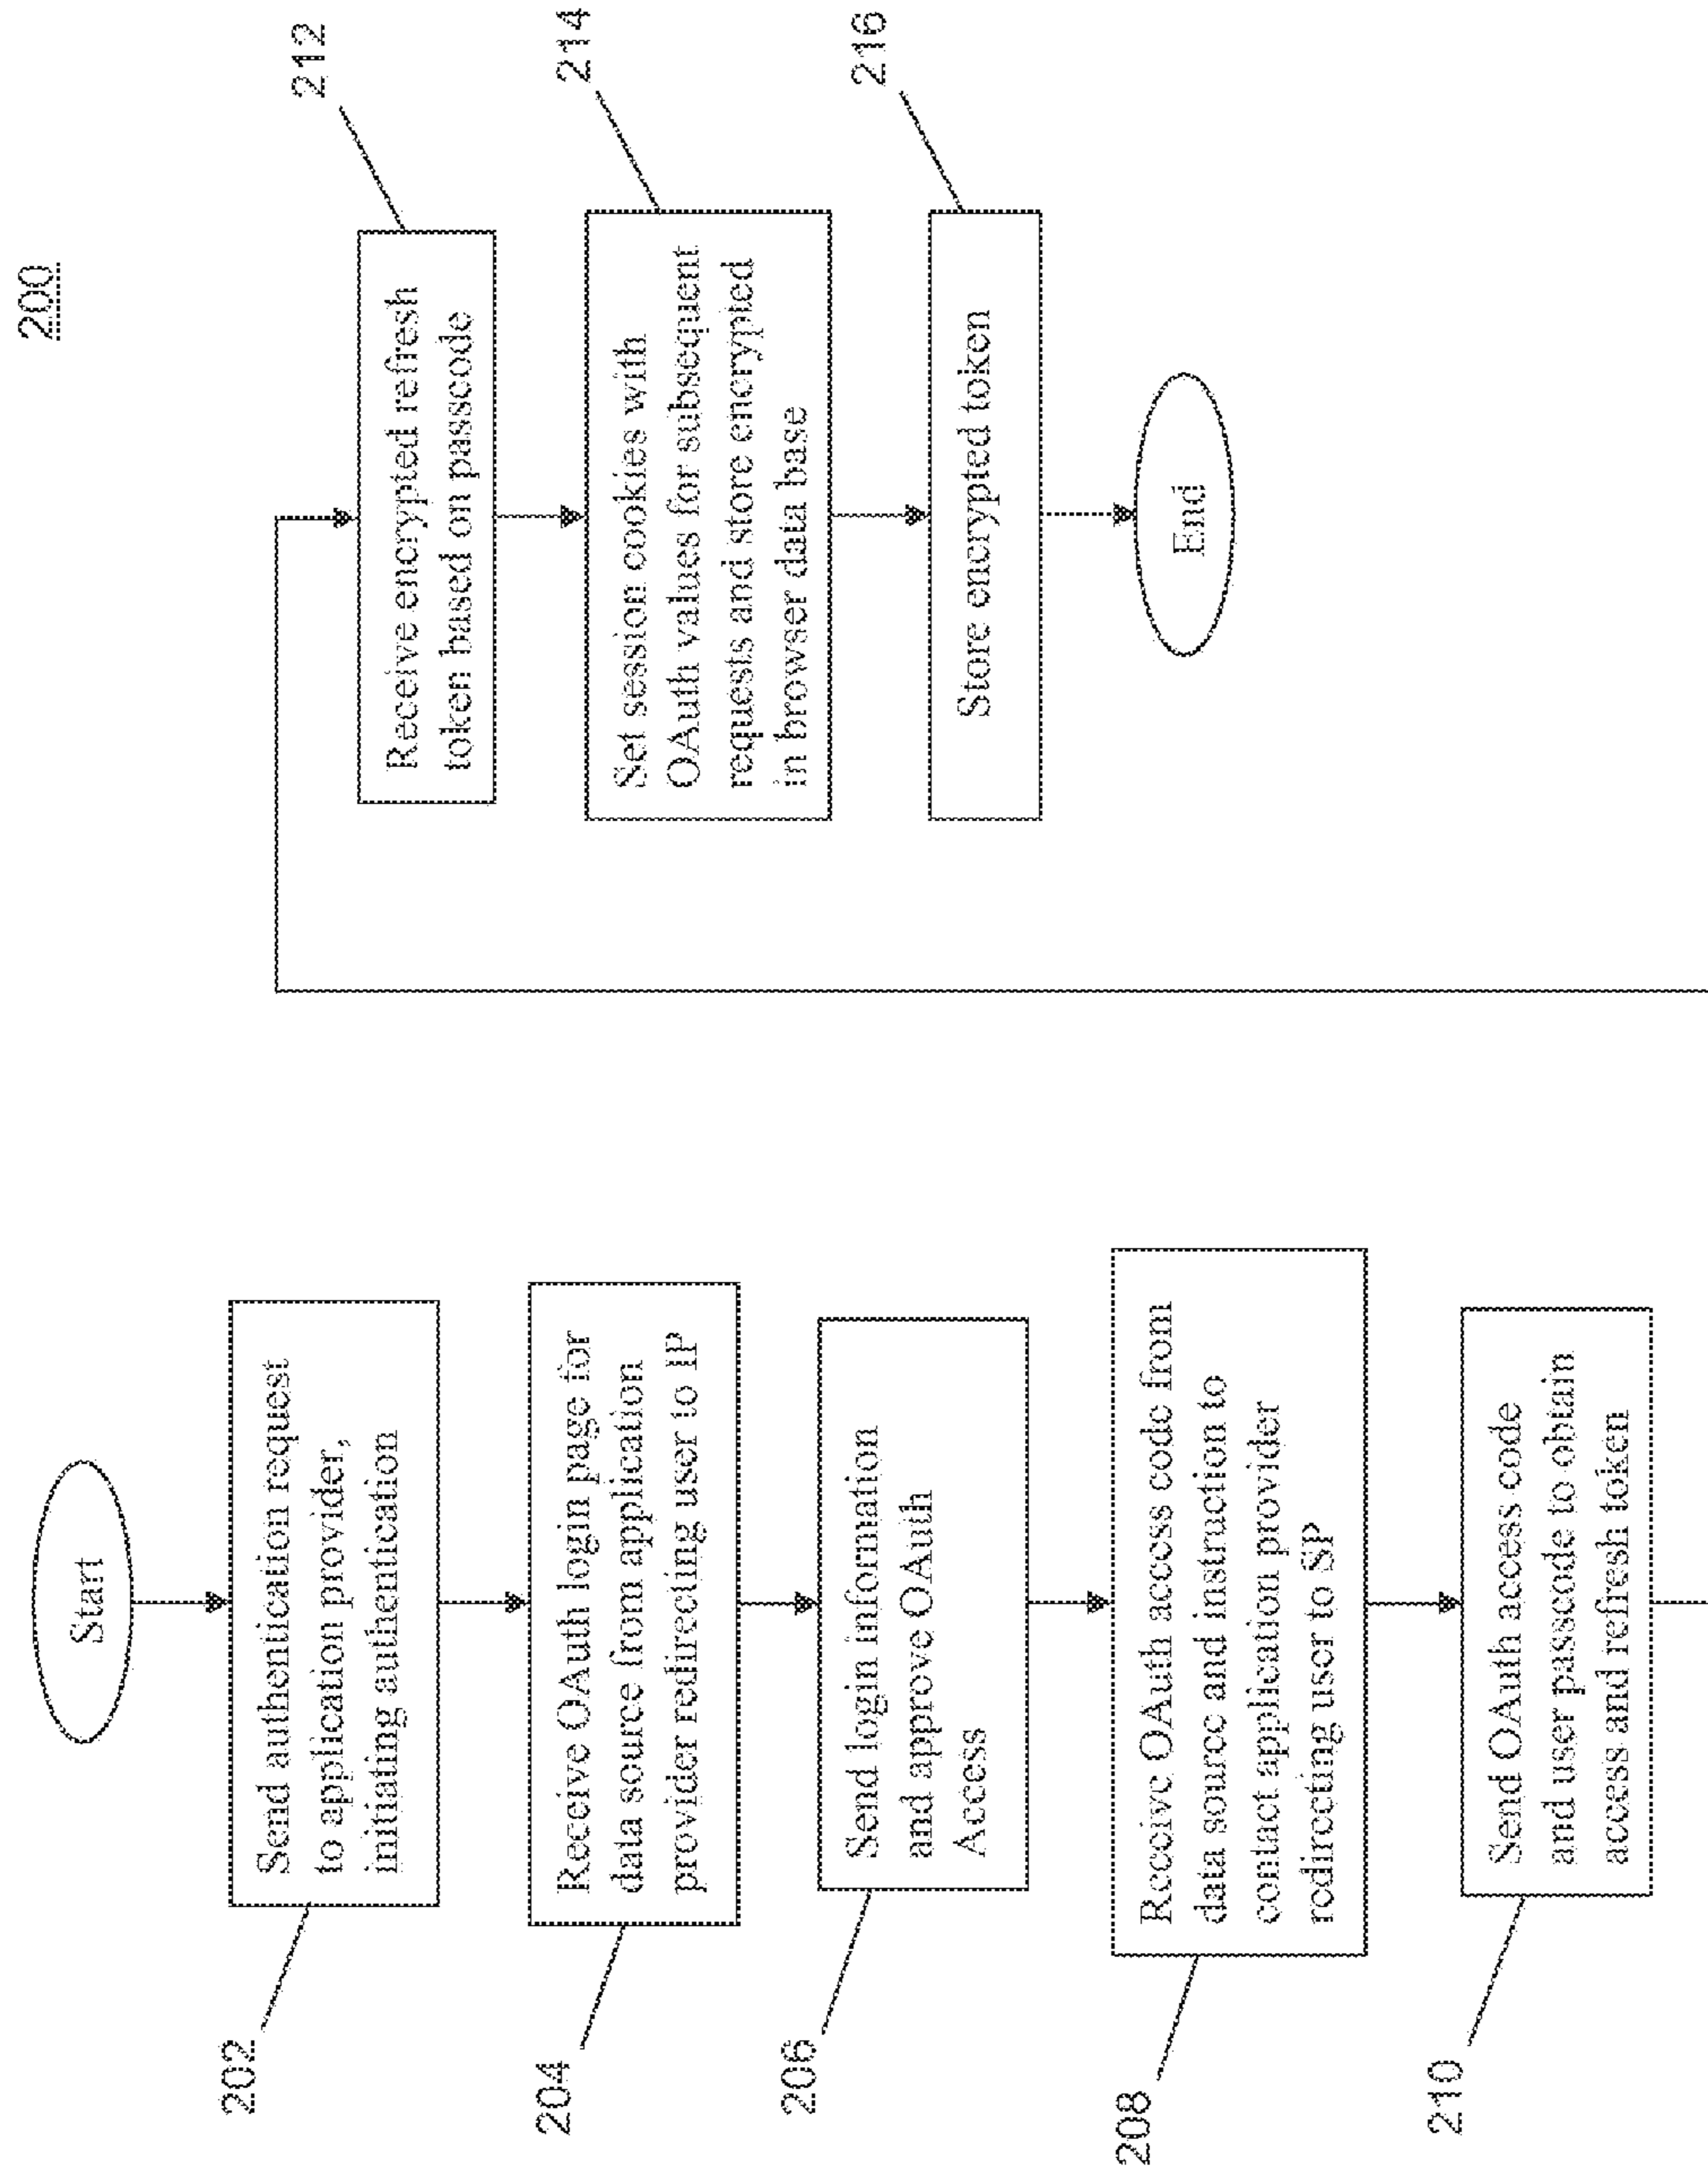 200
Start
202
Send authentication request
to application provider,
initiating authentication
204
Receive OAuth login page for
data source from application
provider redirecting user to IP
206
Send login information
and approve OAuth
Access
208
Receive OAuth access code from
data source and instruction to
contact application provider
redirecting user to SP
210
Send OAuth access code
and user passcode to obtain
access and refresh token
212
Receive encrypted refresh
token based on passcode
214
Set session cookies with
OAuth values for subsequent
requests and store encrypted
in browser data base
216
Store encrypted token
End